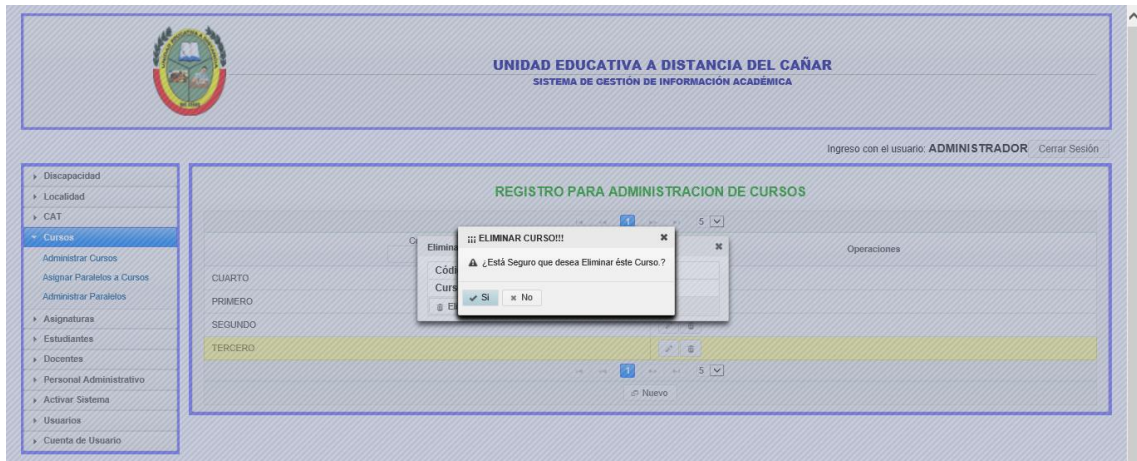 UNIDAD EDUCATIVA A DISTANCIA DEL CAÑAR
SISTEMA DE GESTIÓN DE INFORMACIÓN ACADÉMICA
Ingreso con el usuario: ADMINISTRADOR Cerrar Sesión
Discapacidad
Localidad
CAT
Cursos
Administrar Cursos
Asignar Paralelos a Cursos
Administrar Paralelos
Asignaturas
Estudiantes
Docentes
Personal Administrativo
Activar Sistema
Usuarios
Cuenta de Usuario
REGISTRO PARA ADMINISTRACION DE CURSOS
1 5
Operaciones
CUARTO
PRIMERO
SEGUNDO
TERCERO
¡¡¡ ELIMINAR CURSO!!!
¿Está Seguro que desea Eliminar éste Curso.?
Si No
1 5
Nuevo